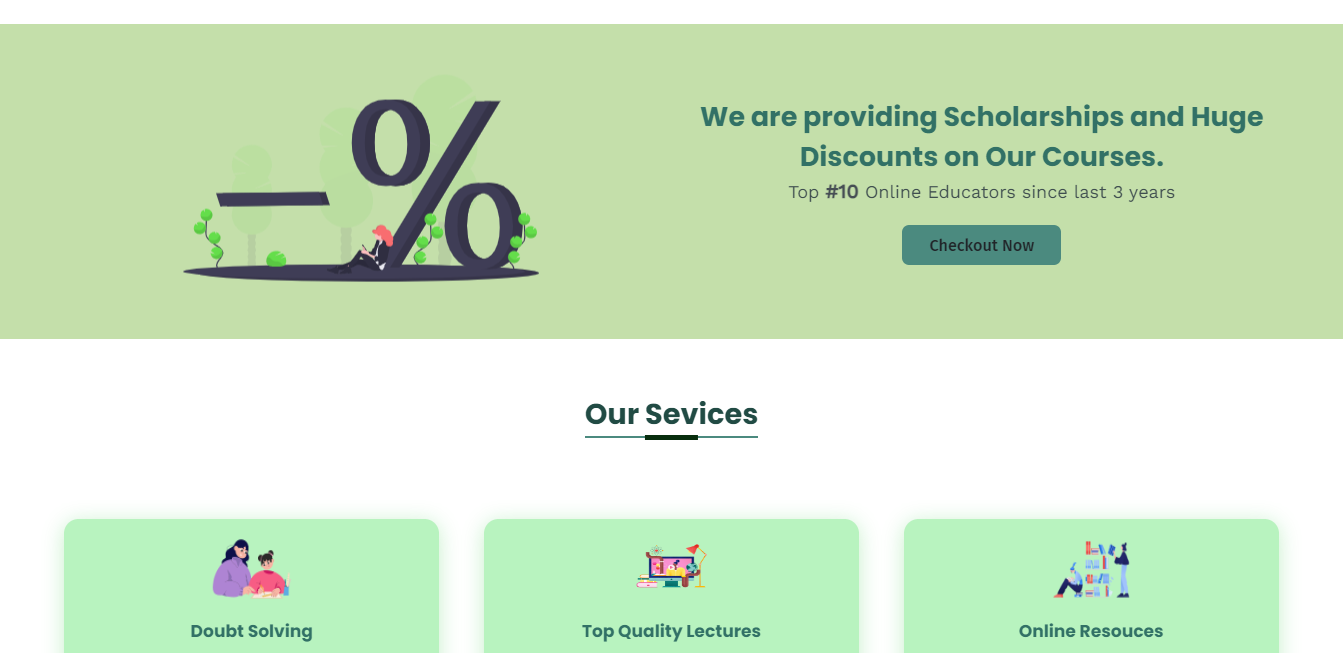 We are providing Scholarships and Huge
Discounts on Our Courses.
Top #10 Online Educators since last 3 years
Checkout Now
Our Sevices
Doubt Solving
Top Quality Lectures
Online Resouces